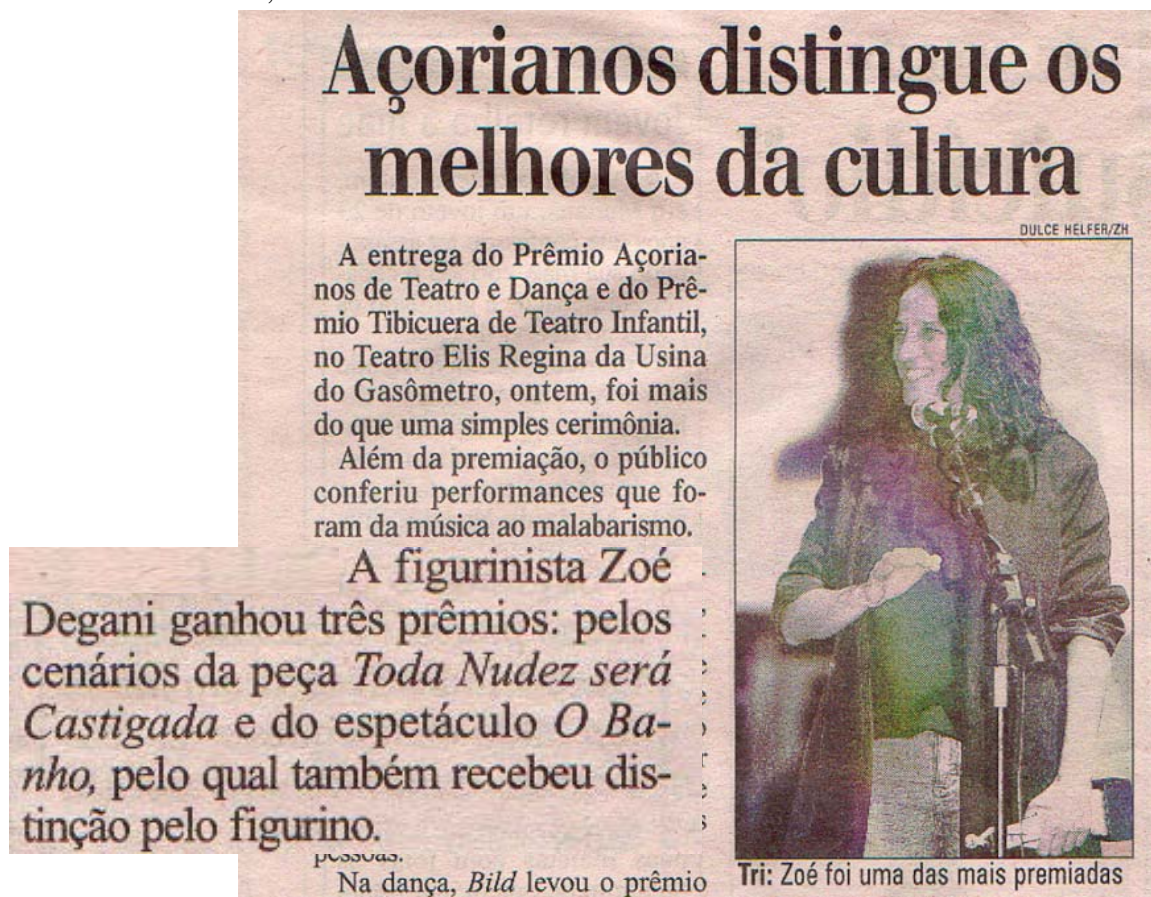 Açorianos distingue os
melhores da cultura
DULCE HELFER/ZH
A entrega do Prêmio Açoria-
nos de Teatro e Dança e do Prê-
mio Tibicuera de Teatro Infantil,
no Teatro Elis Regina da Usina
do Gasômetro, ontem, foi mais
do que uma simples cerimônia.
Além da premiação, o público
conferiu performances que fo-
ram da música ao malabarismo.
A figurinista Zoé
Degani ganhou três prêmios: pelos
cenários da peça Toda Nudez será
Castigada e do espetáculo O Ba-
nho, pelo qual também recebeu dis-
tinção pelo figurino.
pessoas.
Na dança, Bild levou o prêmio
Tri: Zoé foi uma das mais premiadas